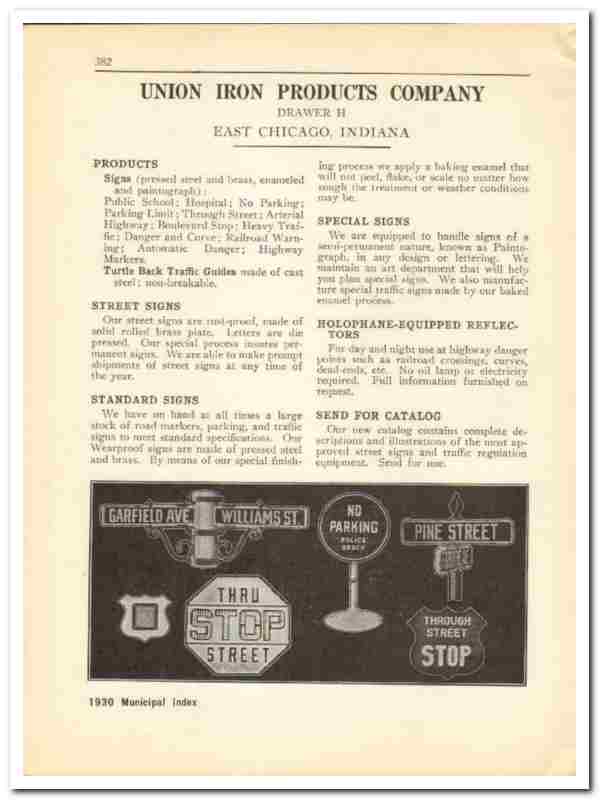 382
UNION IRON PRODUCTS COMPANY
DRAWER H
EAST CHICAGO, INDIANA
PRODUCTS
Signs (pressed steel and brass, enameled
and paintograph):
Public School; Hospital; No Parking;
Parking Limit; Through Street; Arterial
Highway; Boulevard Stop; Heavy Traf-
fic; Danger and Curve; Railroad Warn-
ing; Automatic Danger; Highway
Markers.
Turtle Back Traffic Guides made of cast
steel; non-breakable.
STREET SIGNS
Our street signs are rust-proof, made of
solid rolled brass plate. Letters are die
pressed. Our special process insures per-
manent signs. We are able to make prompt
shipments of street signs at any time of
the year.
STANDARD SIGNS
We have on hand at all times a large
stock of road markers, parking, and traffic
signs to meet standard specifications. Our
Wearproof signs are made of pressed steel
and brass. By means of our special finish-
ing process we apply a baking enamel that
will not peel, flake, or scale no matter how
rough the treatment or weather conditions
may be.
SPECIAL SIGNS
We are equipped to handle signs of a
semi-permanent nature, known as Painto-
graph, in any design or lettering. We
maintain an art department that will help
you plan special signs. We also manufac-
ture special traffic signs made by our baked
enamel process.
HOLOPHANE-EQUIPPED REFLEC-
TORS
For day and night use at highway danger
points such as railroad crossings, curves,
dead-ends, etc. No oil lamp or electricity
required. Full information furnished on
request.
SEND FOR CATALOG
Our new catalog contains complete de-
scriptions and illustrations of the most ap-
proved street signs and traffic regulation
equipment. Send for one.
GARFIELD AVE
WILLIAMS ST.
NO
PARKING
POLICE
PINE STREET
THRU
STOP
STREET
THROUGH
STREET
STOP
1930 Municipal Index